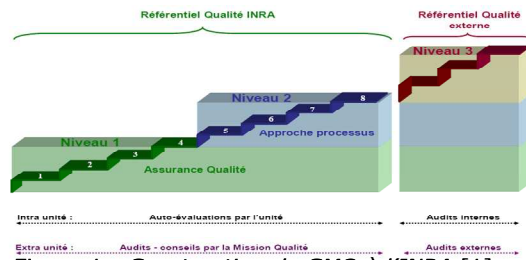 Référentiel Qualité INRA
Référentiel Qualité
externe
Niveau 3
Niveau 2
8
7
6
5
Approche processus
Niveau 1
4
3
2
1
Assurance Qualité
Intra unité : Auto-évaluations par l'unité Audits internes
Extra unité : Audits - conseils par la Mission Qualité Audits externes